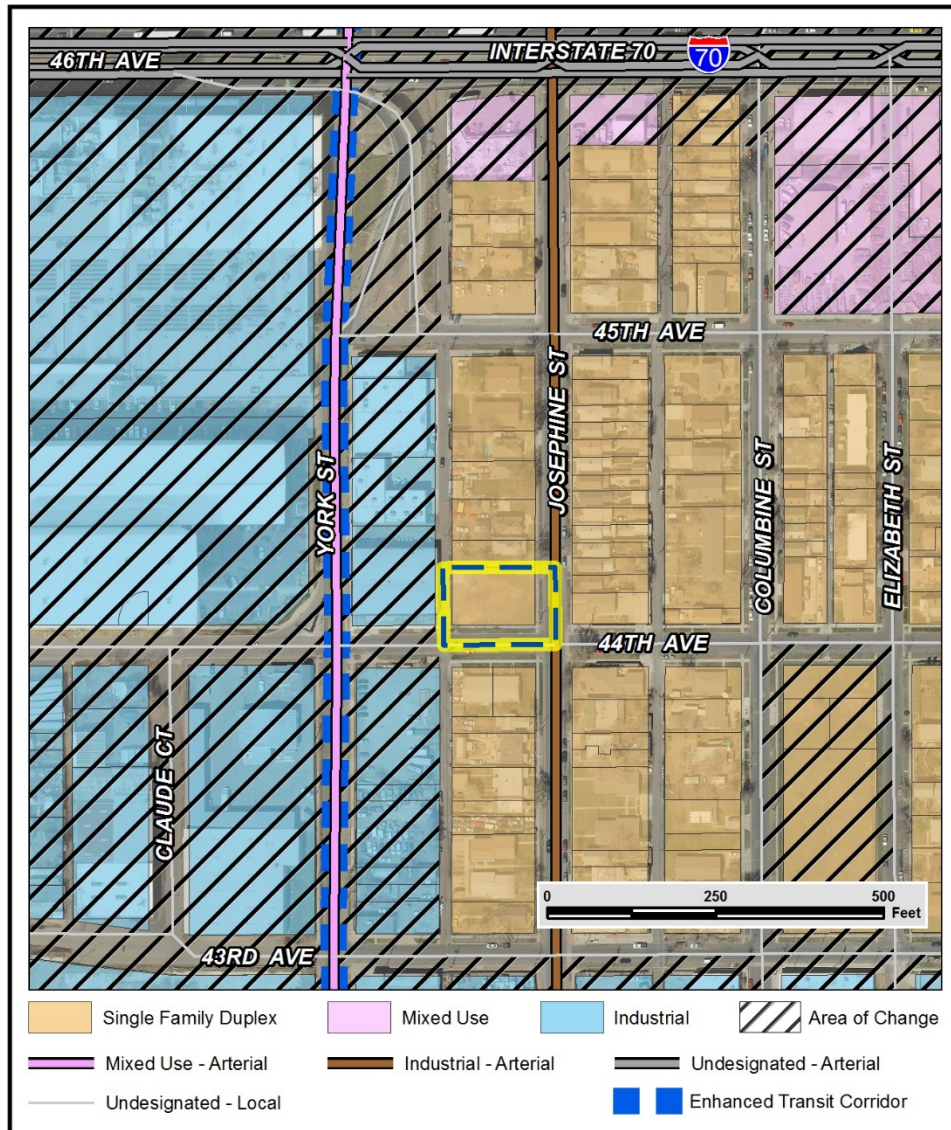 46TH AVE
INTERSTATE 70
70
45TH AVE
JOSEPHINE ST
YORK ST
COLUMBINE ST
ELIZABETH ST
44TH AVE
CLAUDE CT
0 250 500
Feet
43RD AVE
Single Family Duplex
Mixed Use
Industrial
Area of Change
Mixed Use - Arterial
Industrial - Arterial
Undesignated - Arterial
Undesignated - Local
Enhanced Transit Corridor